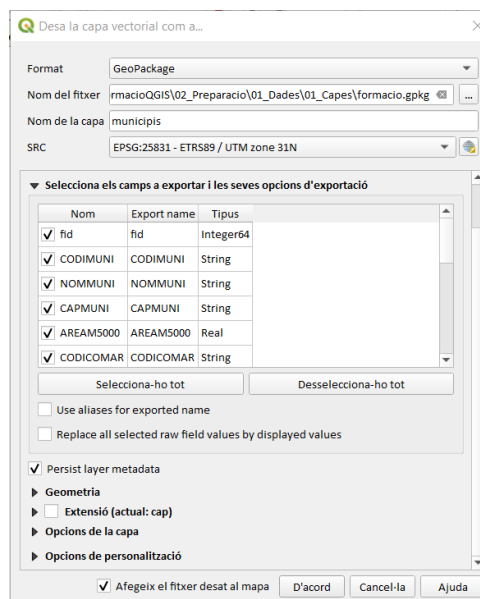 Desa la capa vectorial com a...
Format GeoPackage
Nom del fitxer rmacioQGIS\02_Preparacio\01_Dades\01_Capes\formacio.gpkg ...
Nom de la capa municipis
SRC EPSG:25831 - ETRS89 / UTM zone 31N
Selecciona els camps a exportar i les seves opcions d'exportació
Nom Export name Tipus
fid fid Integer64
CODIMUNI CODIMUNI String
NOMMUNI NOMMUNI String
CAPMUNI CAPMUNI String
AREAM5000 AREAM5000 Real
CODICOMAR CODICOMAR String
Selecciona-ho tot Desselecciona-ho tot
Use aliases for exported name
Replace all selected raw field values by displayed values
Persist layer metadata
Geometria
Extensió (actual: cap)
Opcions de la capa
Opcions de personalització
Afegeix el fitxer desat al mapa D'acord Cancel·la Ajuda